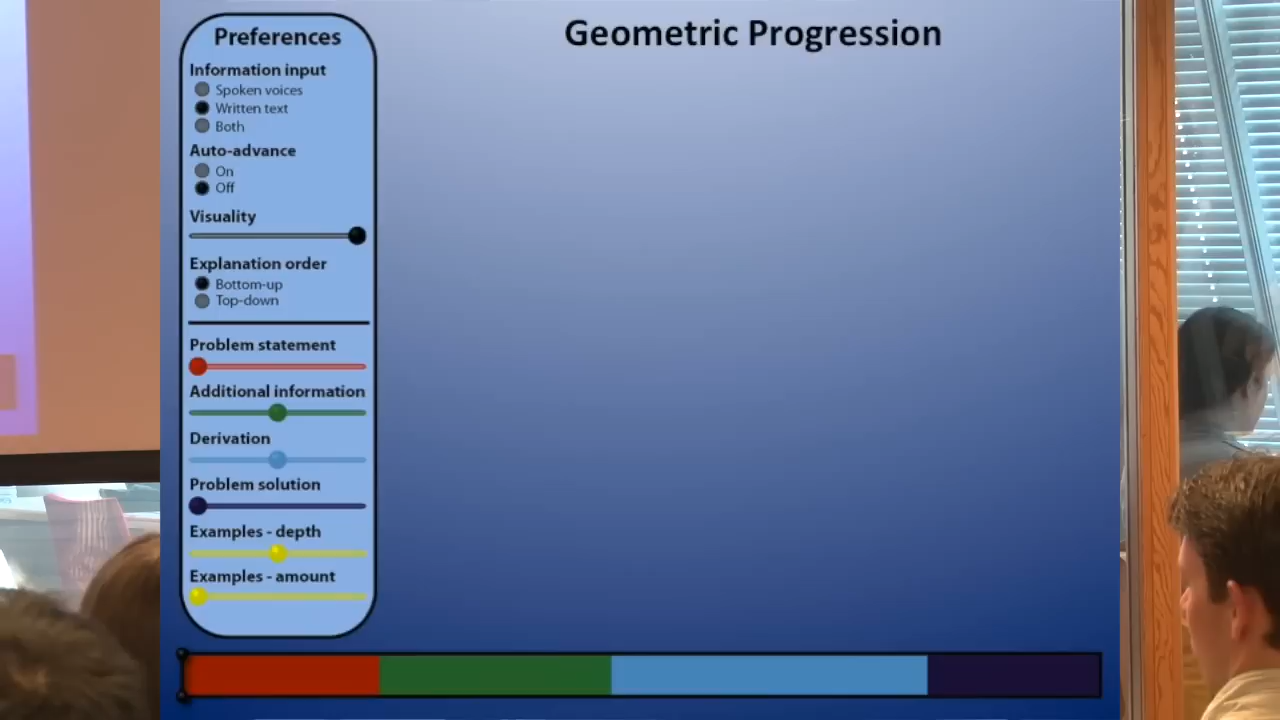 Preferences
Geometric Progression
Information input
Spoken voices
Written text
Both
Auto-advance
On
Off
Visuality
Explanation order
Bottom-up
Top-down
Problem statement
Additional information
Derivation
Problem solution
Examples - depth
Examples - amount